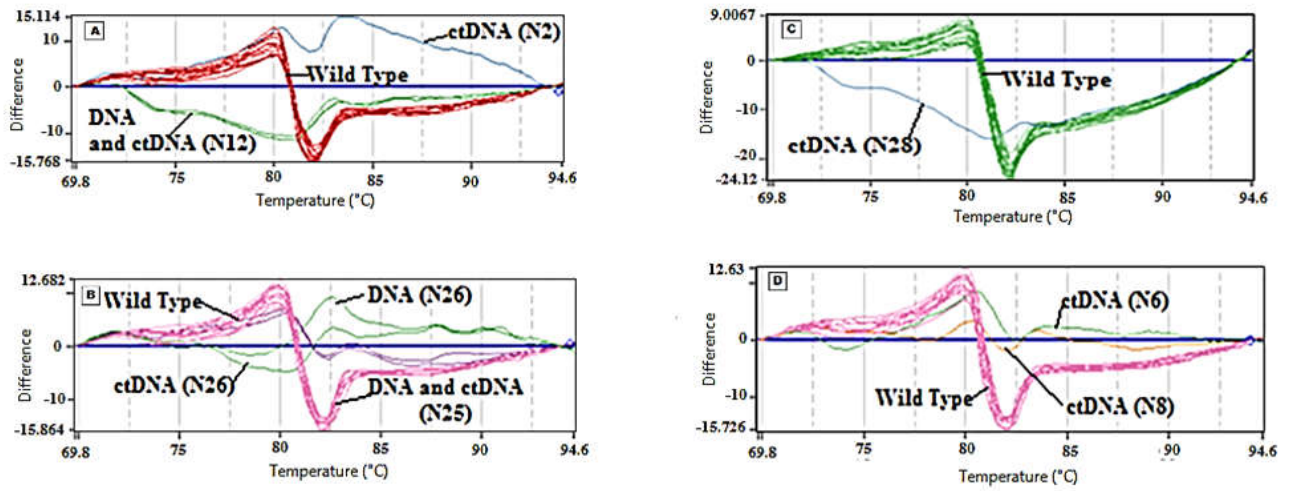 A
15.114
10
0
-10
-15.768
Difference
ctDNA (N2)
Wild Type
DNA
and ctDNA (N12)
69.8 75 80 85 90 94.6
Temperature (°C)
C
9.0067
0
-10
-20
-24.12
Difference
Wild Type
ctDNA (N28)
69.8 75 80 85 90 94.6
Temperature (°C)
B
12.682
0
-10
-15.864
Difference
Wild Type
DNA (N26)
ctDNA (N26)
DNA and ctDNA
(N25)
69.8 75 80 85 90 94.6
Temperature (°C)
D
12.63
0
-10
-15.726
Difference
ctDNA (N6)
Wild Type
ctDNA (N8)
69.8 75 80 85 90 94.6
Temperature (°C)